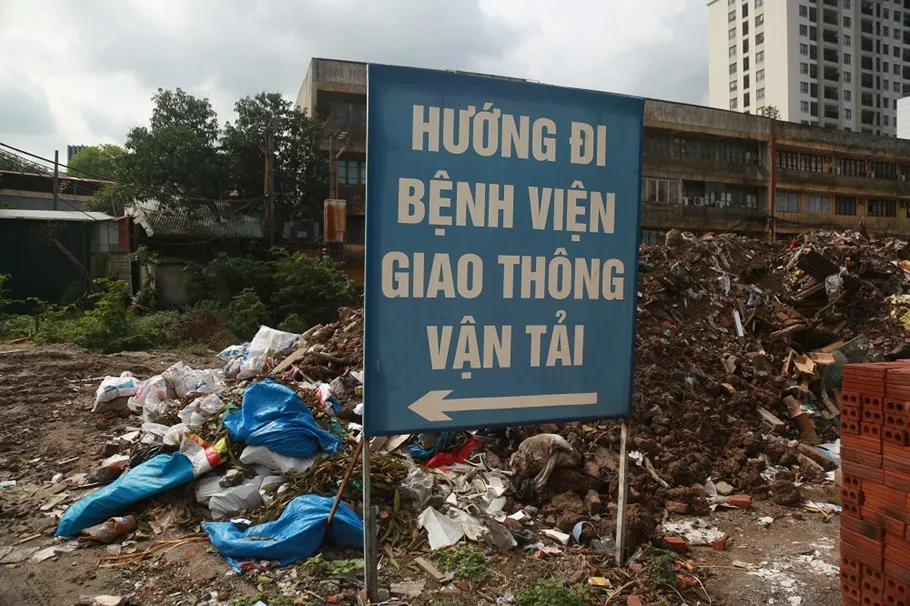 HƯỚNG ĐI
BỆNH VIỆN
GIAO THÔNG
VẬN TẢI